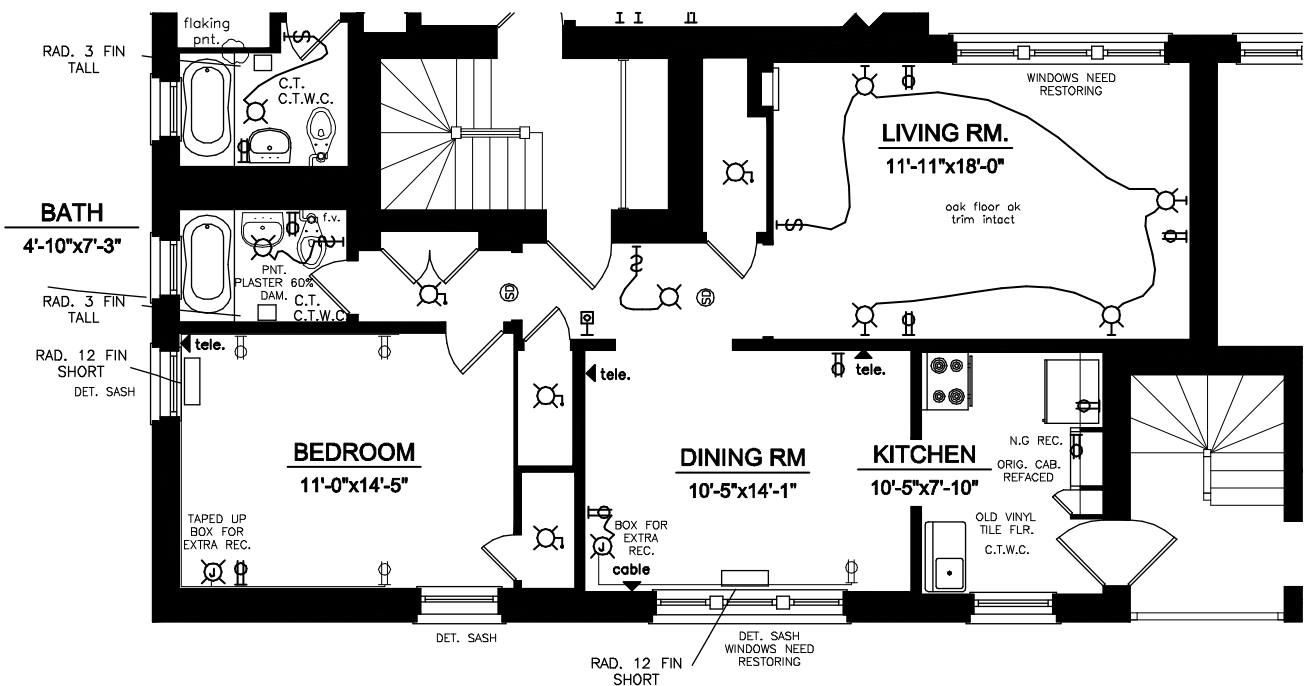 flaking
pnt.
RAD. 3 FIN
TALL
C.T.
C.T.W.C.
WINDOWS NEED
RESTORING
LIVING RM.
11'-11"x18'-0"
oak floor ok
trim intact
BATH
4'-10"x7'-3"
f.v.
PNT.
PLASTER 60%
DAM.
C.T.
C.T.W.C
SD
SD
RAD. 3 FIN
TALL
RAD. 12 FIN
SHORT
DET. SASH
tele.
tele.
tele.
BEDROOM
11'-0"x14'-5"
DINING RM
10'-5"x14'-1"
KITCHEN
10'-5"x7'-10"
N.G REC.
ORIG. CAB.
REFACED
TAPED UP
BOX FOR
EXTRA REC.
J
BOX FOR
EXTRA
REC.
J
cable
OLD VINYL
TILE FLR.
C.T.W.C.
DET. SASH
DET. SASH
WINDOWS NEED
RESTORING
RAD. 12 FIN
SHORT